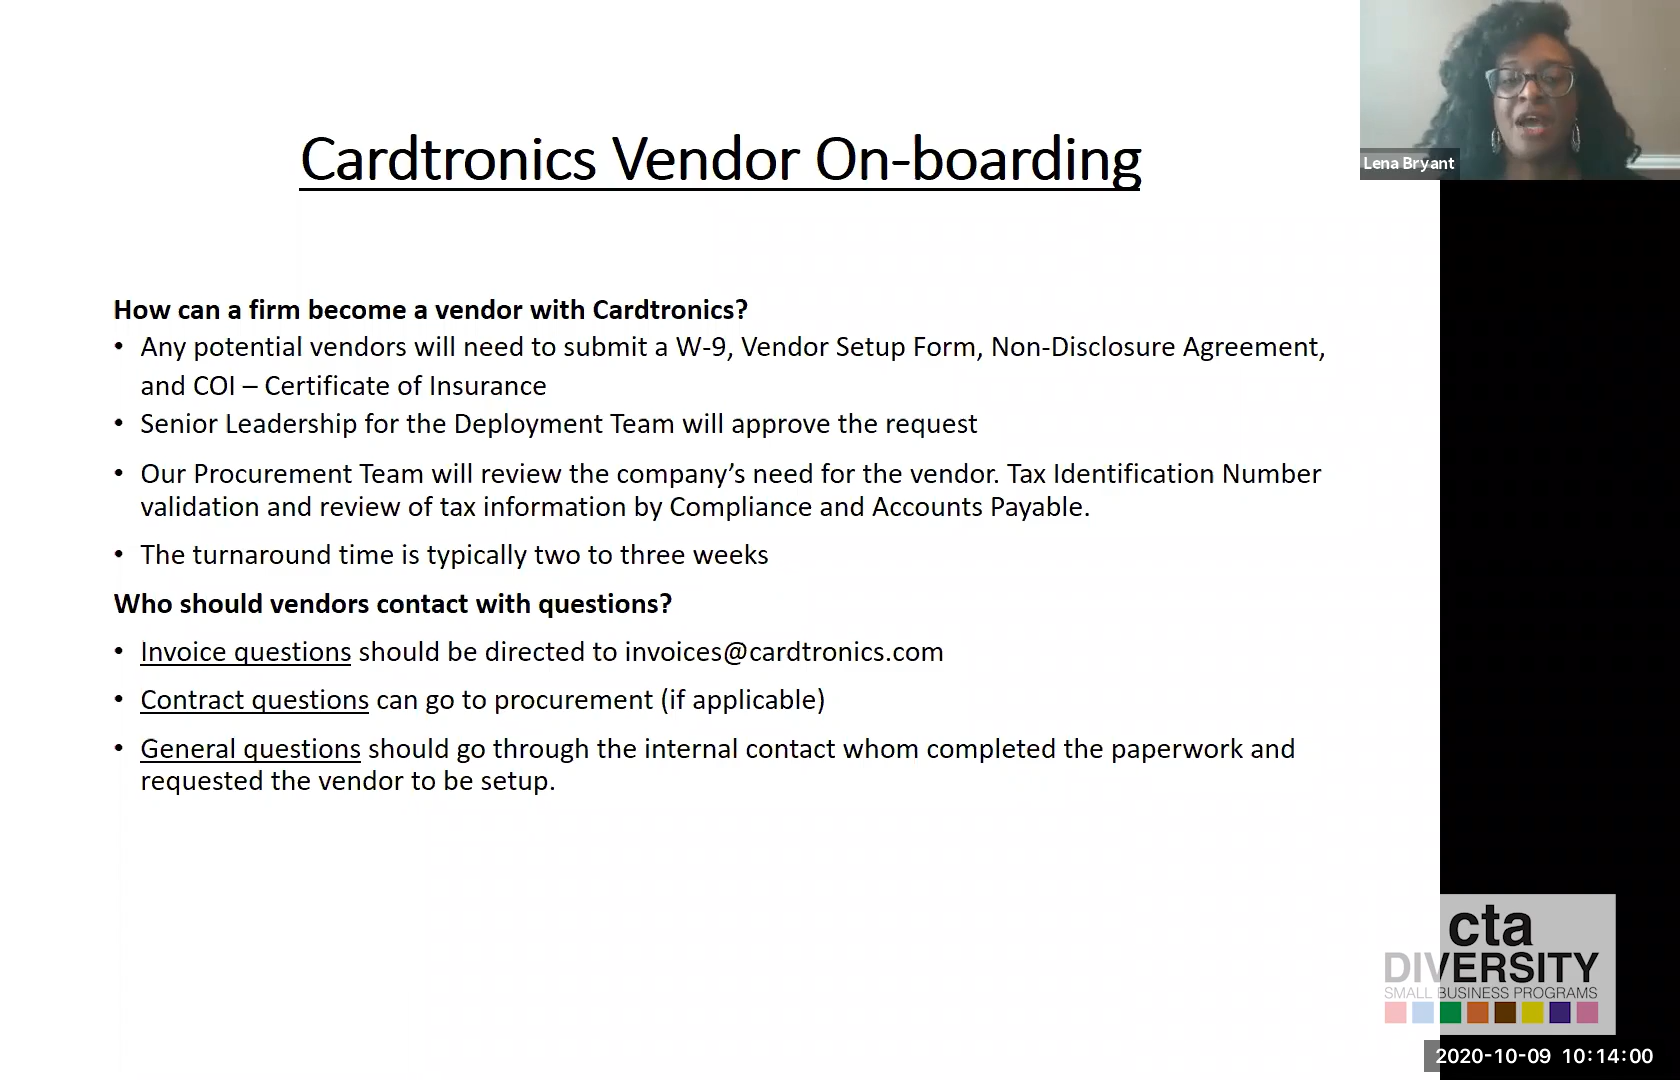 Cardtronics Vendor On-boarding
Lena Bryant
How can a firm become a vendor with Cardtronics?
• Any potential vendors will need to submit a W-9, Vendor Setup Form, Non-Disclosure Agreement,
and COI – Certificate of Insurance
• Senior Leadership for the Deployment Team will approve the request
• Our Procurement Team will review the company’s need for the vendor. Tax Identification Number
validation and review of tax information by Compliance and Accounts Payable.
• The turnaround time is typically two to three weeks
Who should vendors contact with questions?
• Invoice questions should be directed to invoices@cardtronics.com
• Contract questions can go to procurement (if applicable)
• General questions should go through the internal contact whom completed the paperwork and
requested the vendor to be setup.
cta
DIVERSITY
SMALL BUSINESS PROGRAMS
2020-10-09 10:14:00